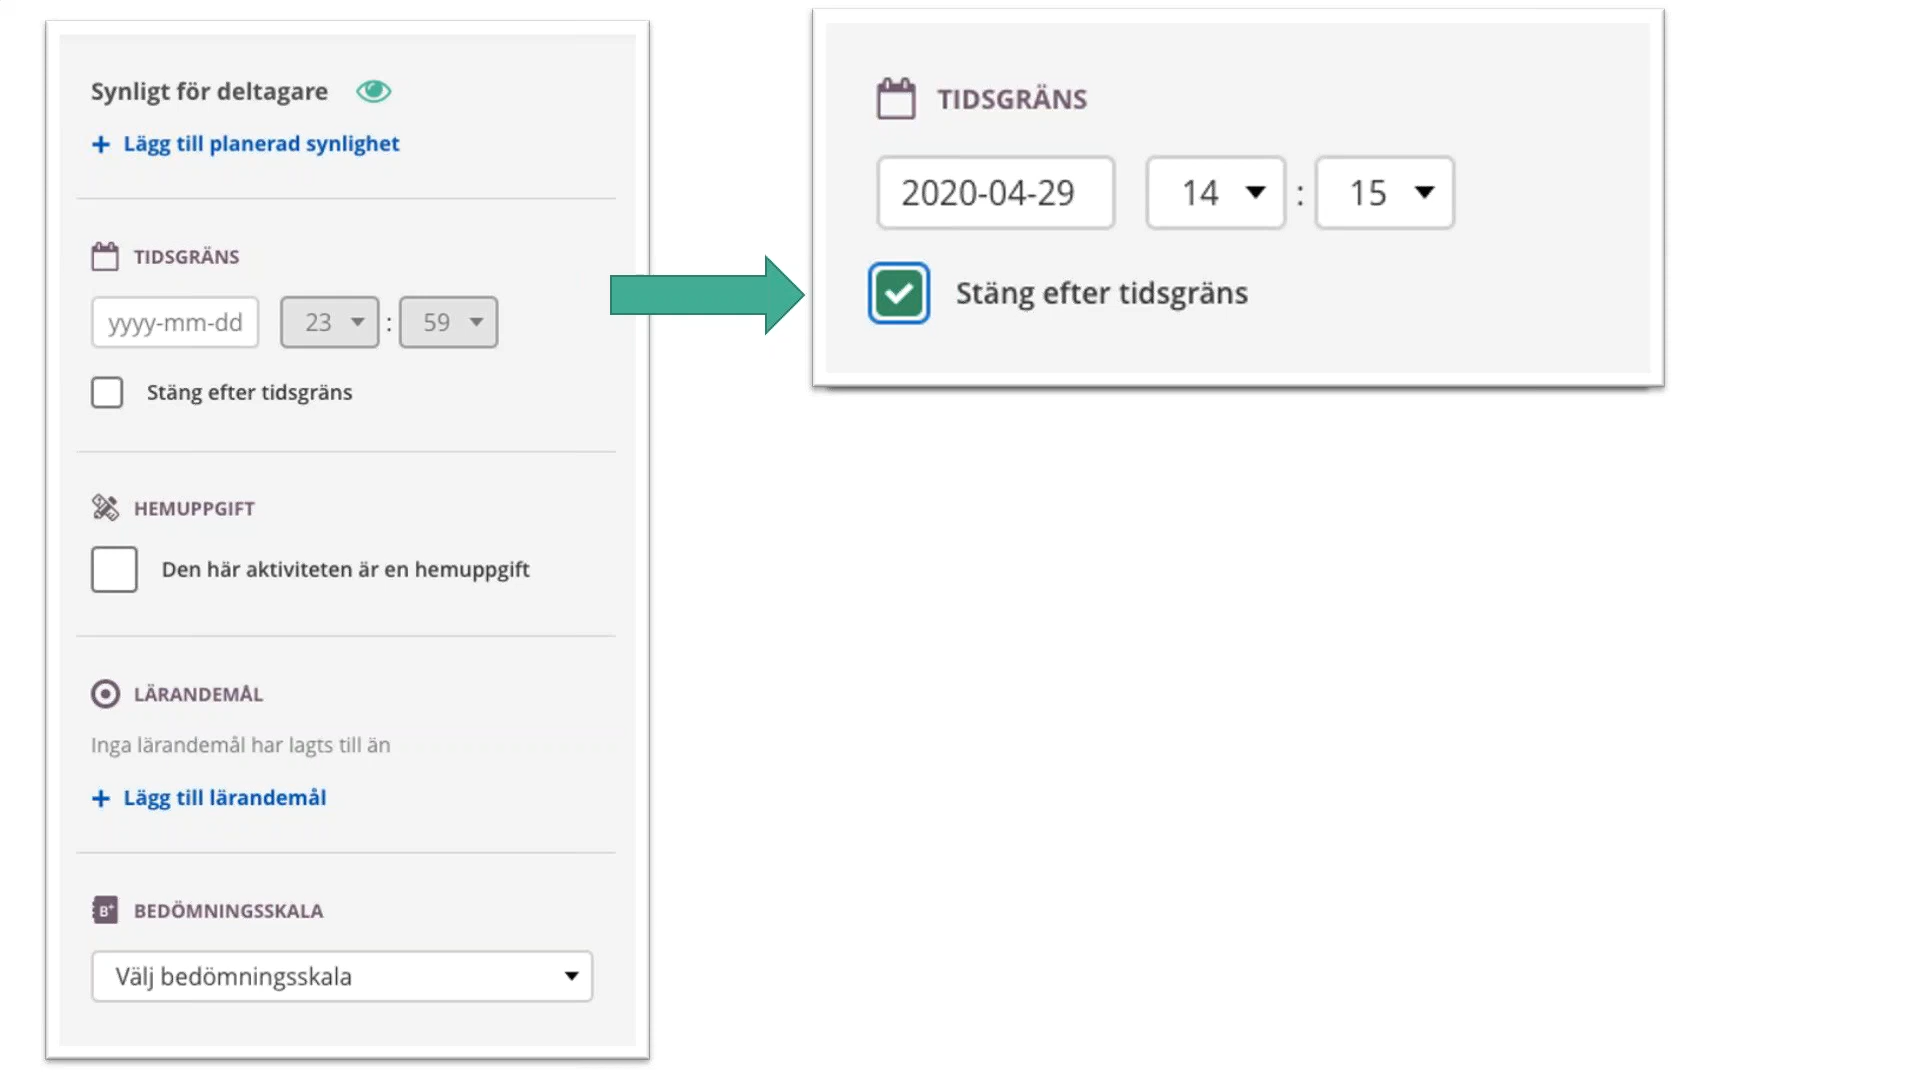 Synligt för deltagare
+ Lägg till planerad synlighet
TIDSGRÄNS
yyyy-mm-dd 23 : 59
Stäng efter tidsgräns
HEMUPPGIFT
Den här aktiviteten är en hemuppgift
LÄRANDEMÅL
Inga lärandemål har lagts till än
+ Lägg till lärandemål
B+ BEDÖMNINGSSKALA
Välj bedömningsskala
TIDSGRÄNS
2020-04-29 14 : 15
Stäng efter tidsgräns